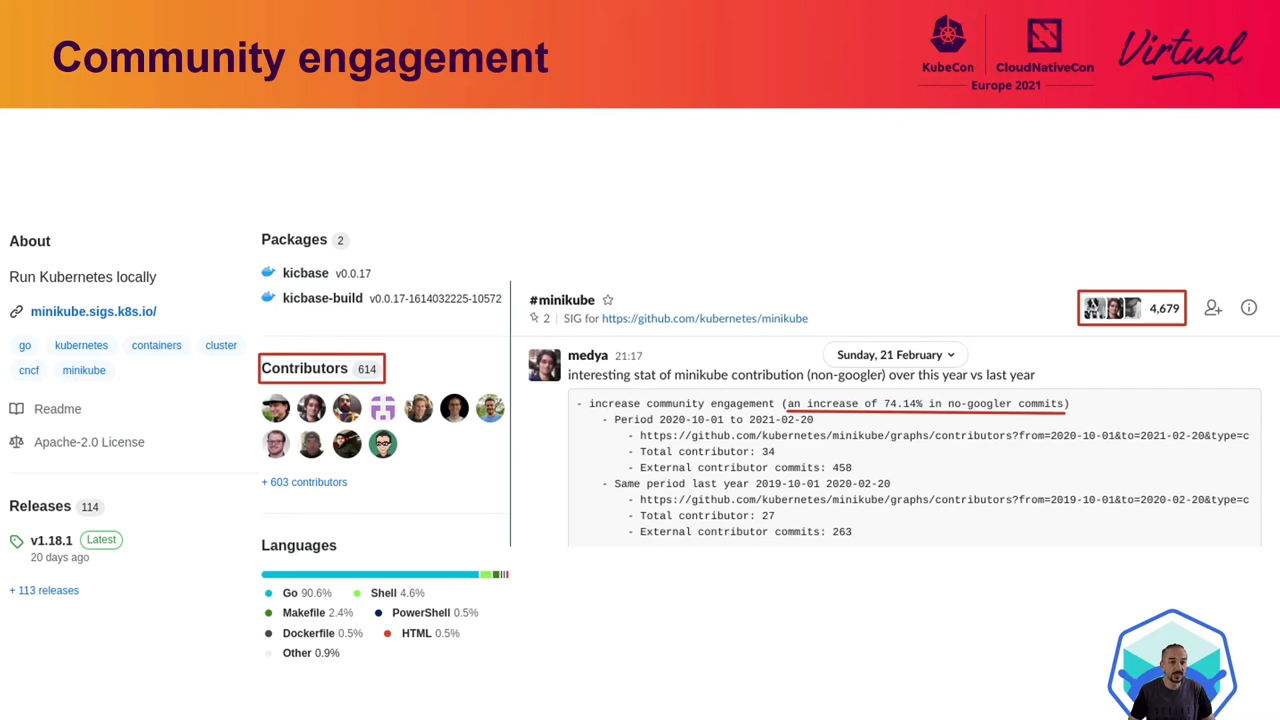 Community engagement
KubeCon
CloudNativeCon
Europe 2021
Virtual
About
Run Kubernetes locally
minikube.sigs.k8s.io/
go kubernetes containers cluster
cncf minikube
Readme
Apache-2.0 License
Releases 114
v1.18.1 Latest
20 days ago
+ 113 releases
Packages 2
kicbase v0.0.17
kicbase-build v0.0.17-1614032225-10572
Contributors 614
+ 603 contributors
Languages
Go 90.6% Shell 4.6%
Makefile 2.4% PowerShell 0.5%
Dockerfile 0.5% HTML 0.5%
Other 0.9%
#minikube
4,679
2 | SIG for https://github.com/kubernetes/minikube
medya 21:17
Sunday, 21 February
interesting stat of minikube contribution (non-googler) over this year vs last year
- increase community engagement (an increase of 74.14% in no-googler commits)
- Period 2020-10-01 to 2021-02-20
- https://github.com/kubernetes/minikube/graphs/contributors?from=2020-10-01&to=2021-02-20&type=c
- Total contributor: 34
- External contributor commits: 458
- Same period last year 2019-10-01 2020-02-20
- https://github.com/kubernetes/minikube/graphs/contributors?from=2019-10-01&to=2020-02-20&type=c
- Total contributor: 27
- External contributor commits: 263